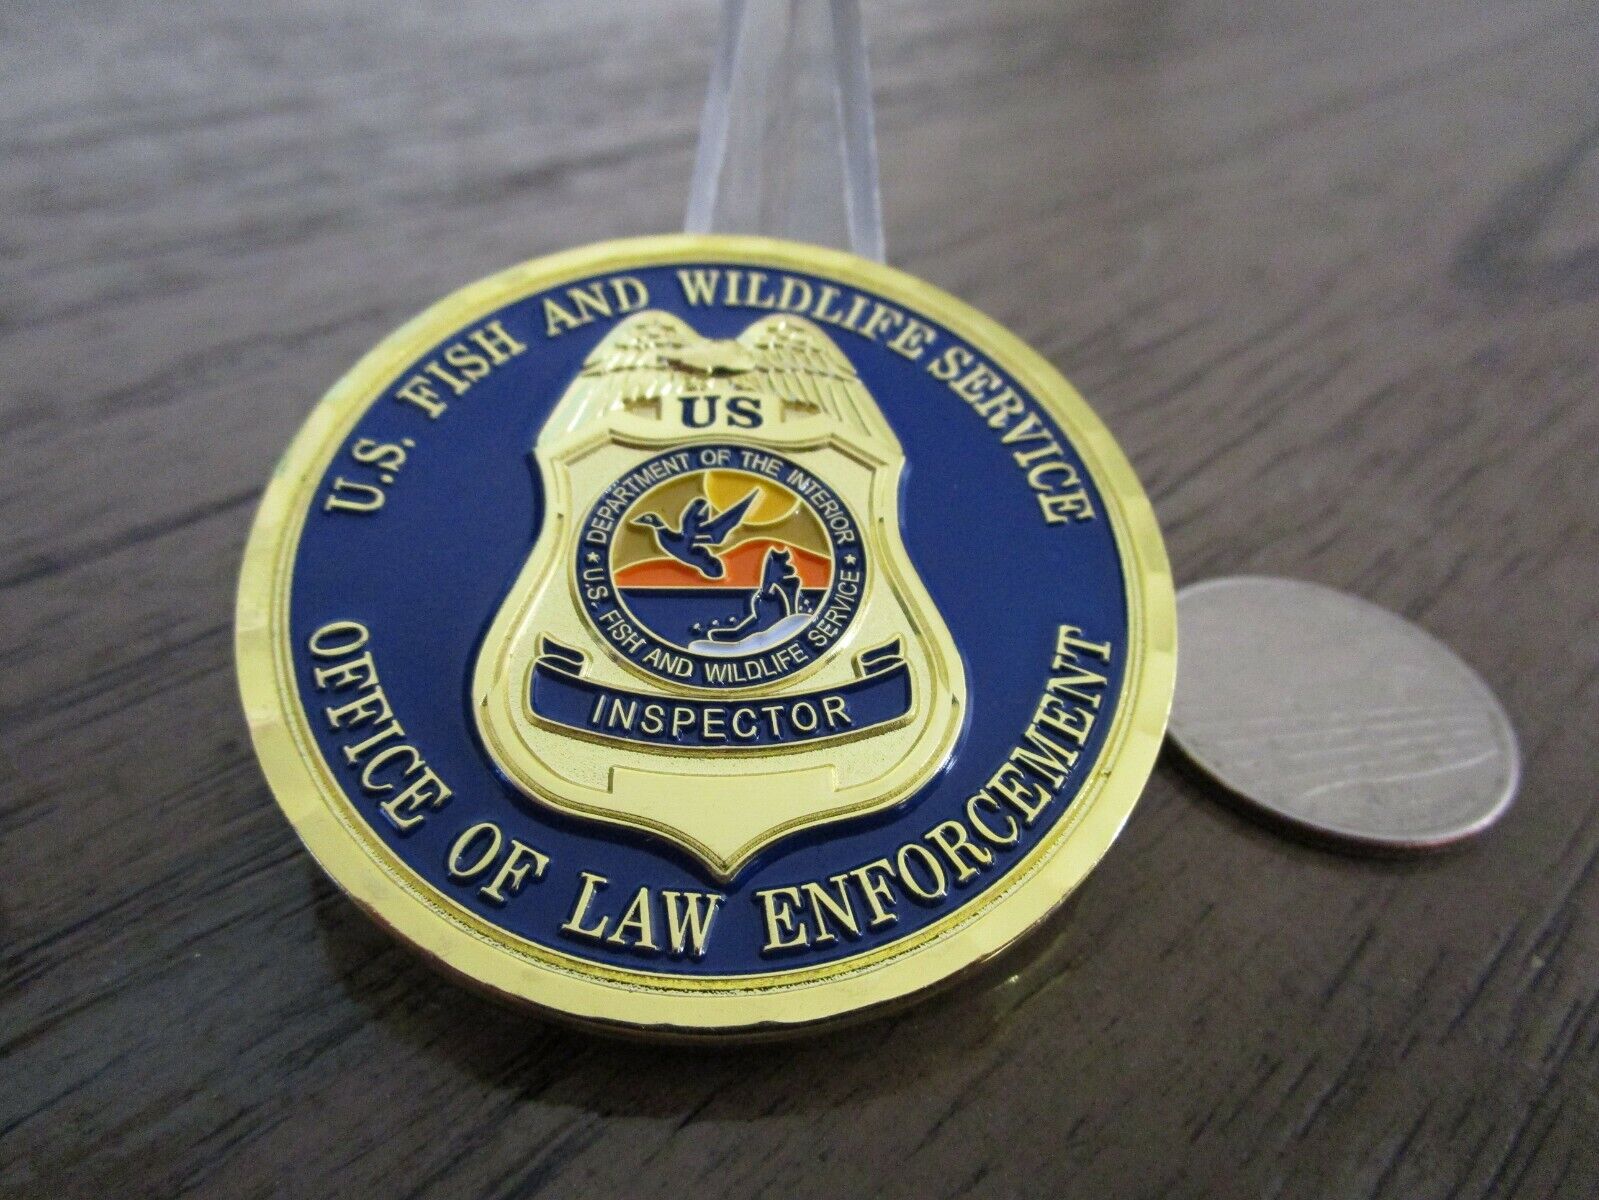 U.S. FISH AND WILDLIFE SERVICE
US
DEPARTMENT OF THE INTERIOR
★ U.S. FISH AND WILDLIFE SERVICE ★
INSPECTOR
OFFICE OF LAW ENFORCEMENT